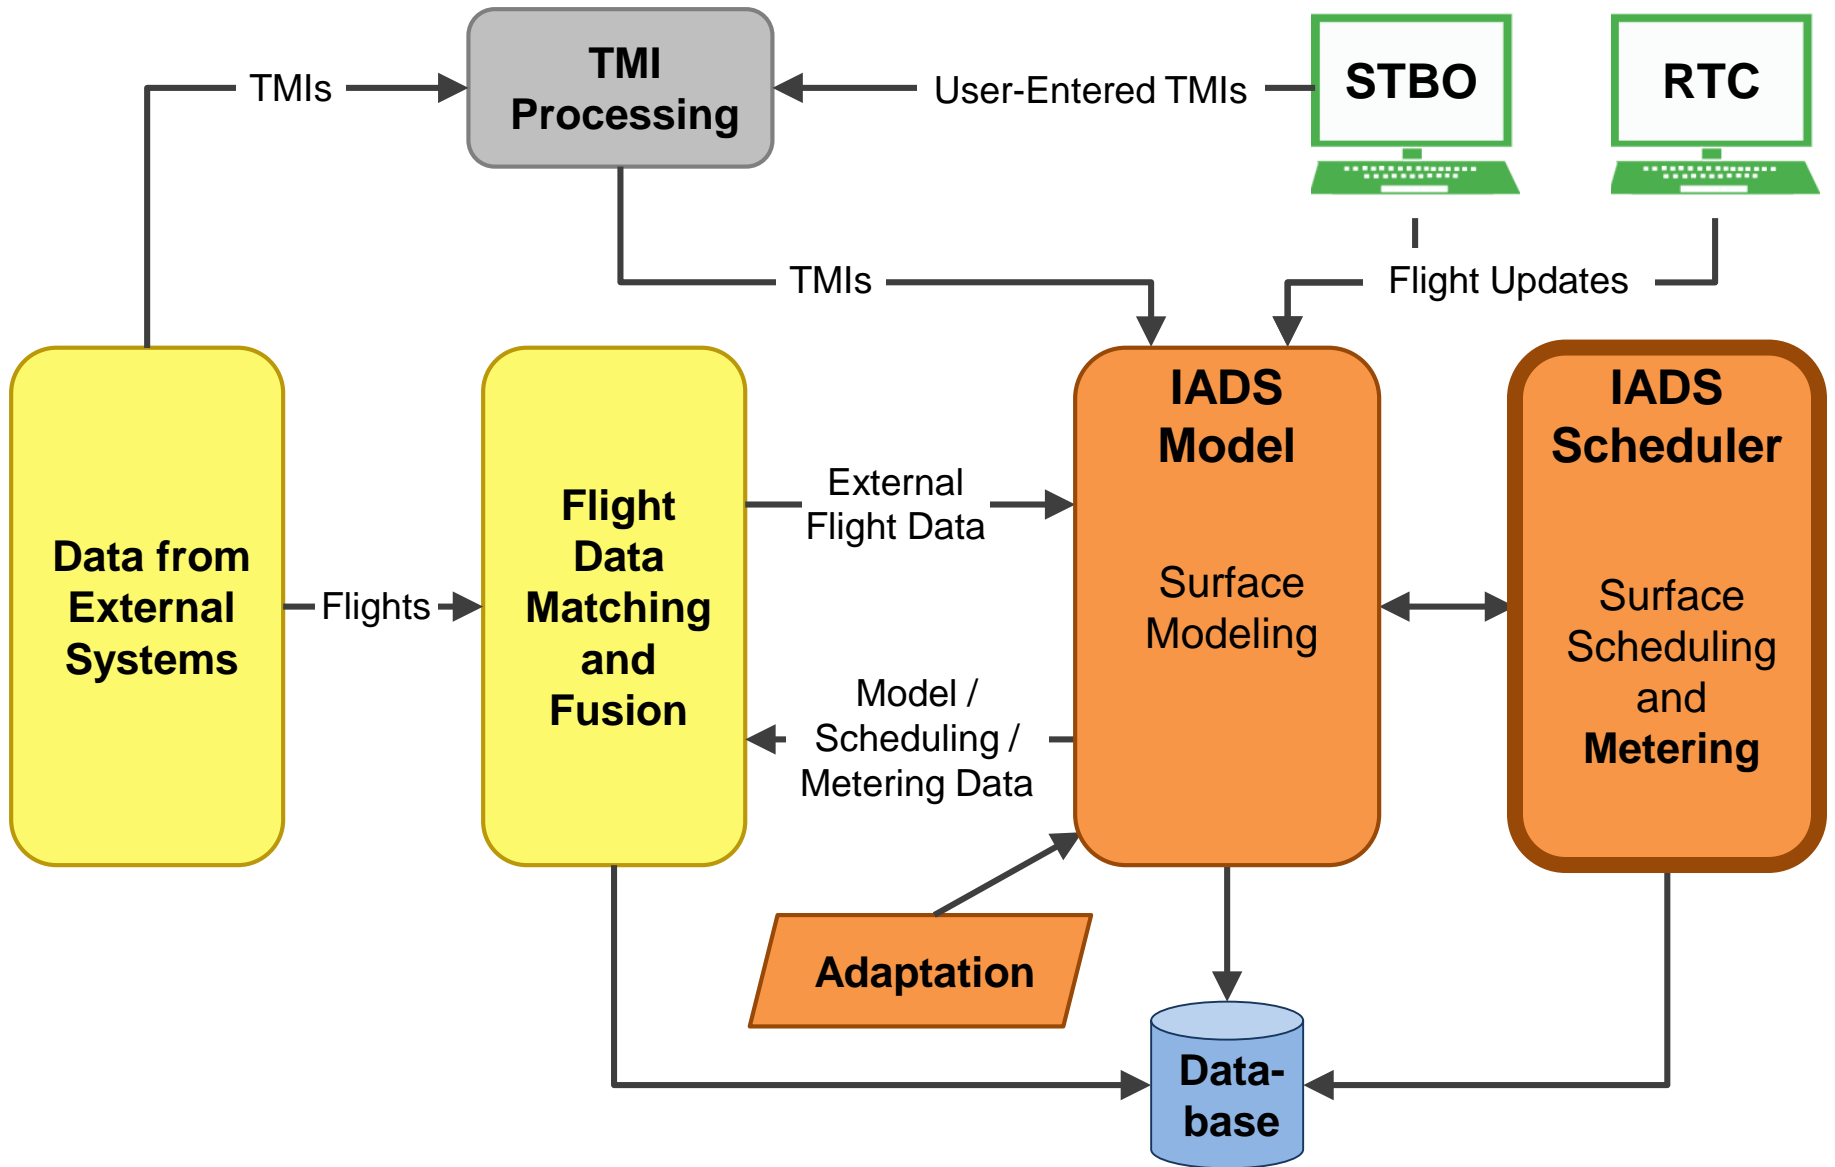 TMI
Processing
TMIs
User-Entered TMIs
STBO
RTC
TMIs
Flight Updates
Data from
External
Systems
Flights
Flight
Data
Matching
and
Fusion
External
Flight Data
Model /
Scheduling /
Metering Data
IADS
Model
Surface
Modeling
IADS
Scheduler
Surface
Scheduling
and
Metering
Adaptation
Data-
base